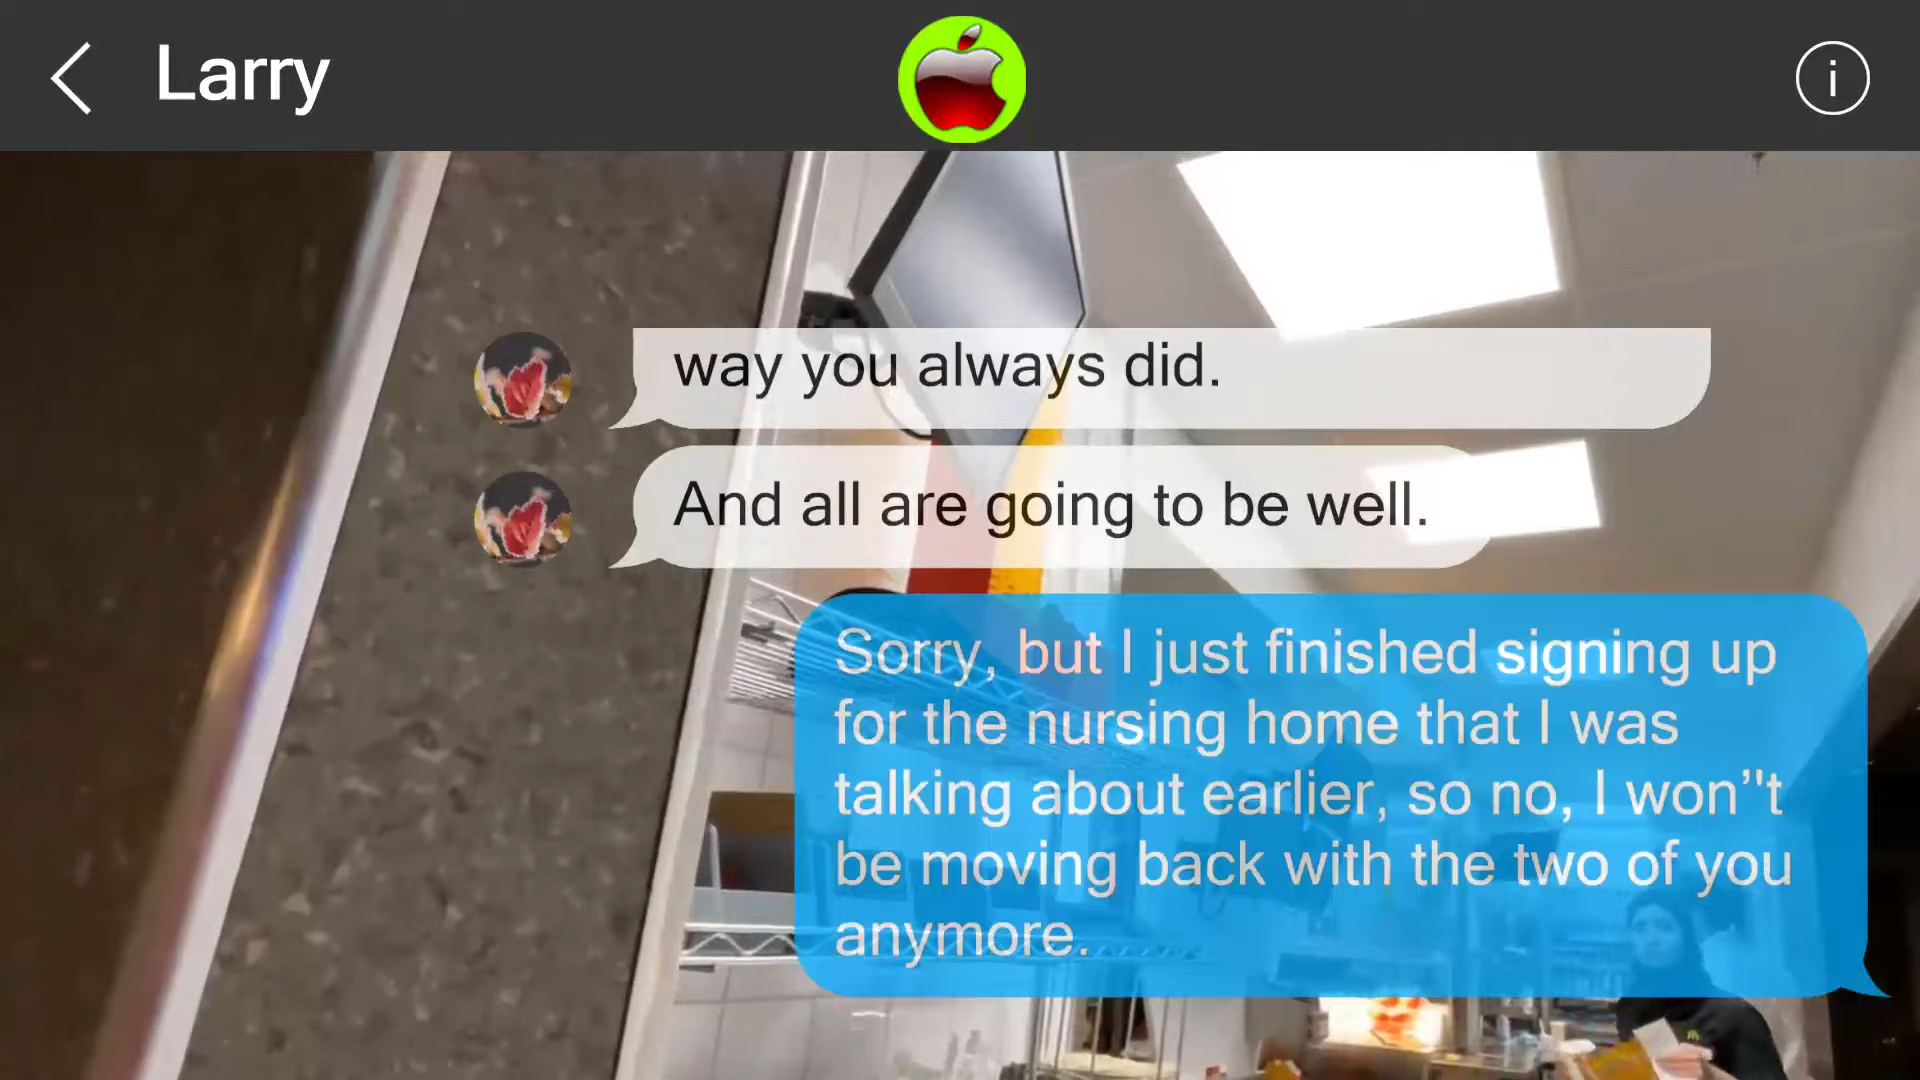 Larry
way you always did.
And all are going to be well.
Sorry, but I just finished signing up
for the nursing home that I was
talking about earlier, so no, I won''t
be moving back with the two of you
anymore.